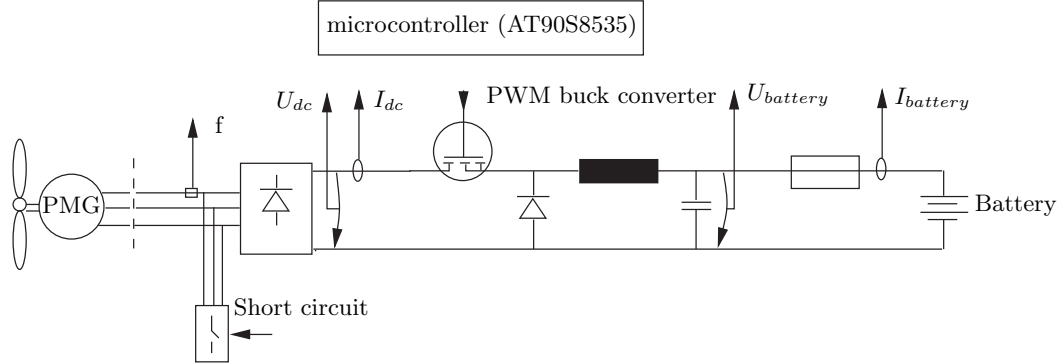 microcontroller (AT90S8535)
U_dc
I_dc
PWM buck converter
U_battery
I_battery
f
PMG
Battery
Short circuit